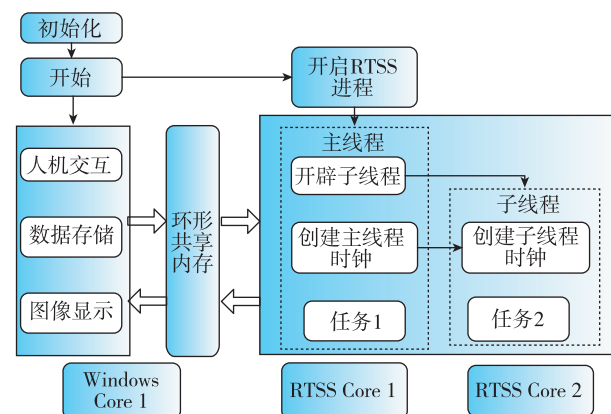 初始化
开始
开启RTSS
进程
人机交互
数据存储
图像显示
环形
共享
内存
主线程
开辟子线程
创建主线程
时钟
任务1
子线程
创建子线程
时钟
任务2
Windows
Core 1
RTSS Core 1
RTSS Core 2